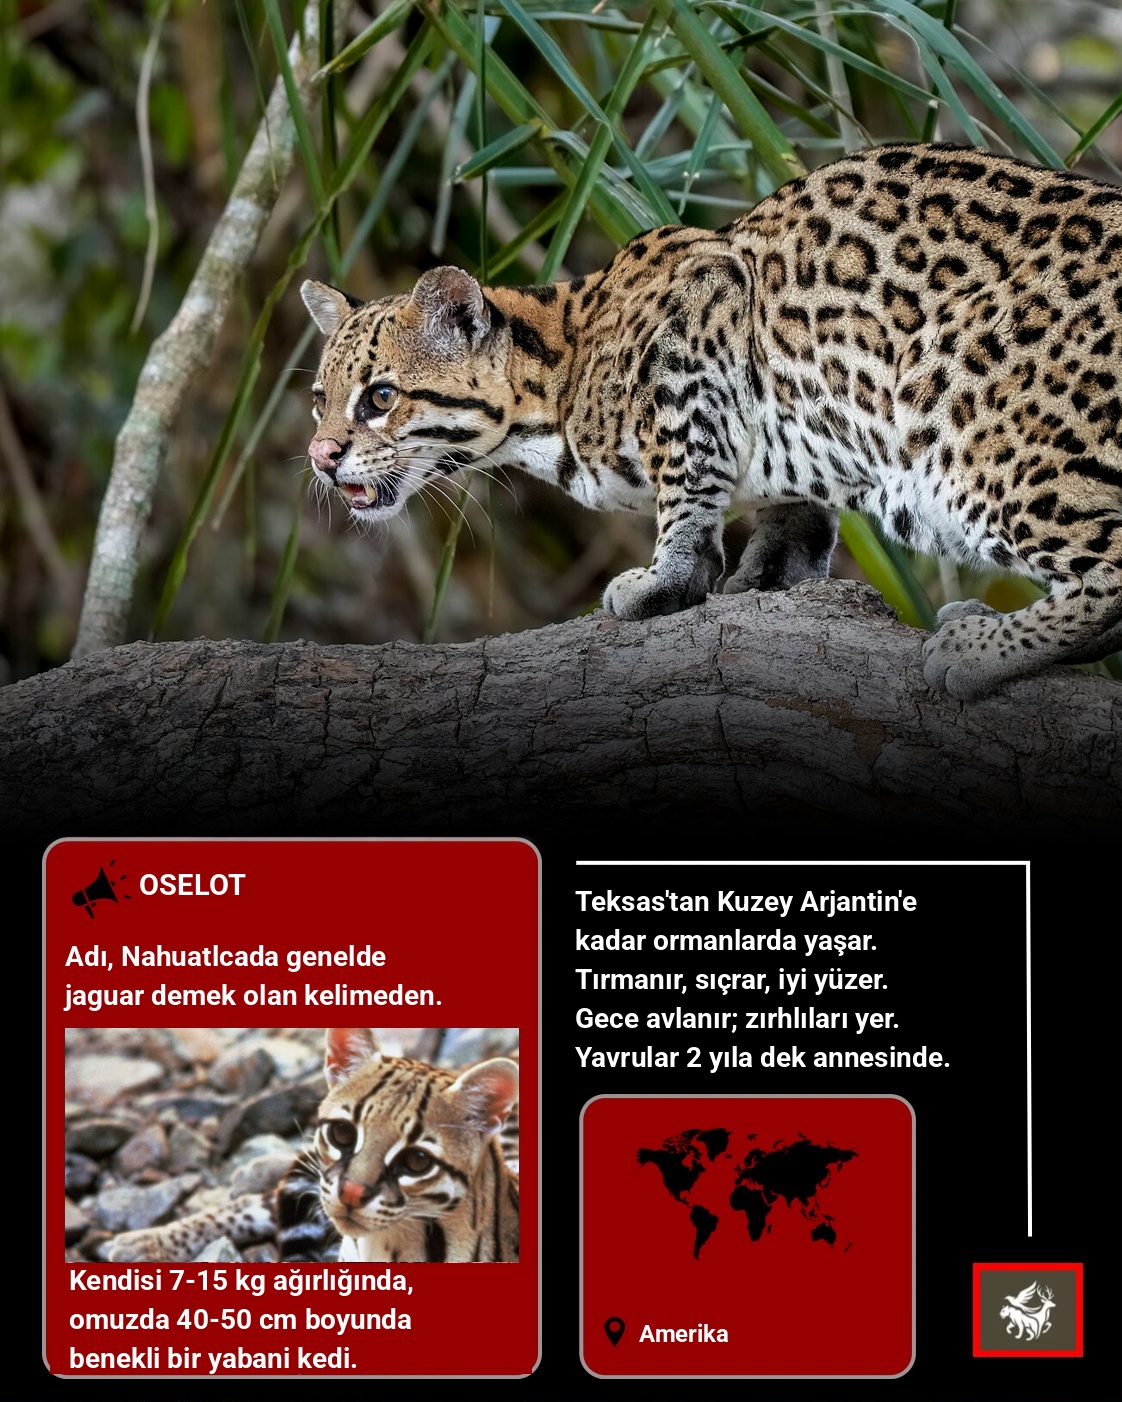 OSELOT
Adı, Nahuatlcada genelde
jaguar demek olan kelimeden.
Kendisi 7-15 kg ağırlığında,
omuzda 40-50 cm boyunda
benekli bir yabani kedi.
Teksas'tan Kuzey Arjantin'e
kadar ormanlarda yaşar.
Tırmanır, sıçrar, iyi yüzer.
Gece avlanır; zırhlıları yer.
Yavrular 2 yıla dek annesinde.
Amerika